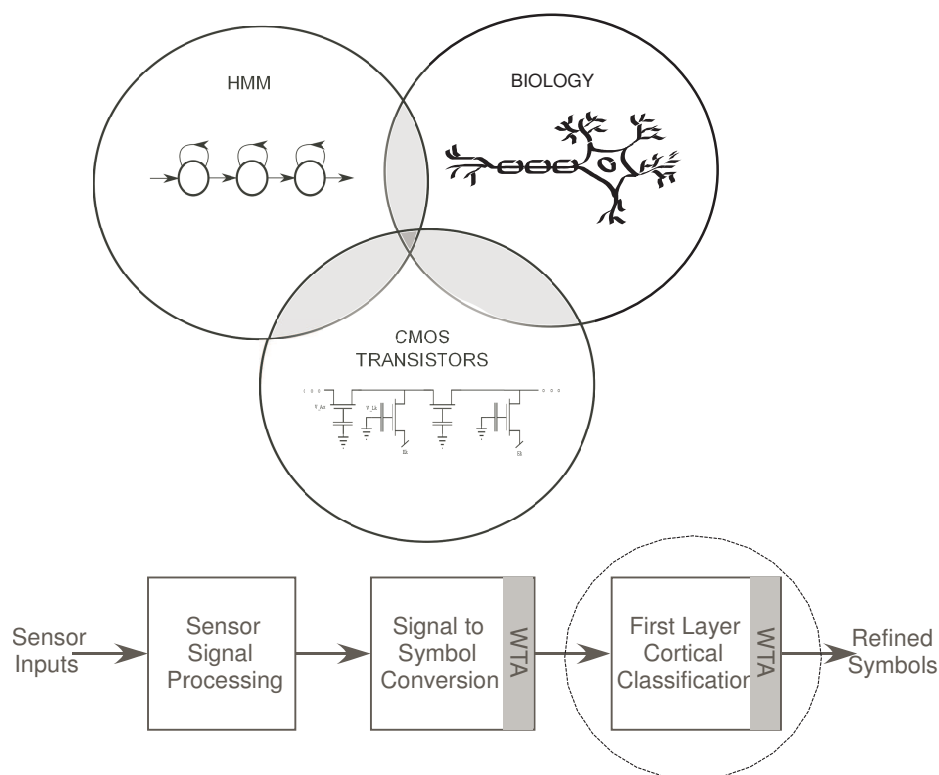 HMM
BIOLOGY
CMOS
TRANSISTORS
Sensor
Inputs
Sensor
Signal
Processing
Signal to
Symbol
Conversion
WTA
First Layer
Cortical
Classification
WTA
Refined
Symbols